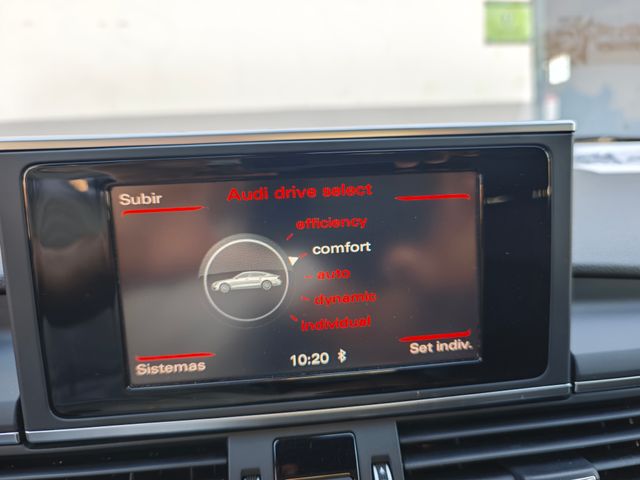 Subir
Audi drive select
efficiency
comfort
auto
dynamic
individual
Sistemas
10:20
Set indiv.